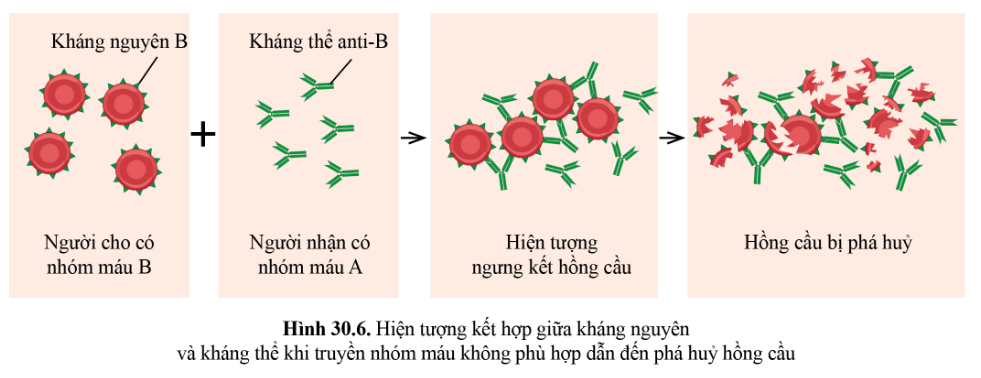 Kháng nguyên B
Kháng thể anti-B
+
Người cho có
nhóm máu B
Người nhận có
nhóm máu A
Hiện tượng
ngưng kết hồng cầu
Hồng cầu bị phá huỷ
Hình 30.6. Hiện tượng kết hợp giữa kháng nguyên
và kháng thể khi truyền nhóm máu không phù hợp dẫn đến phá huỷ hồng cầu